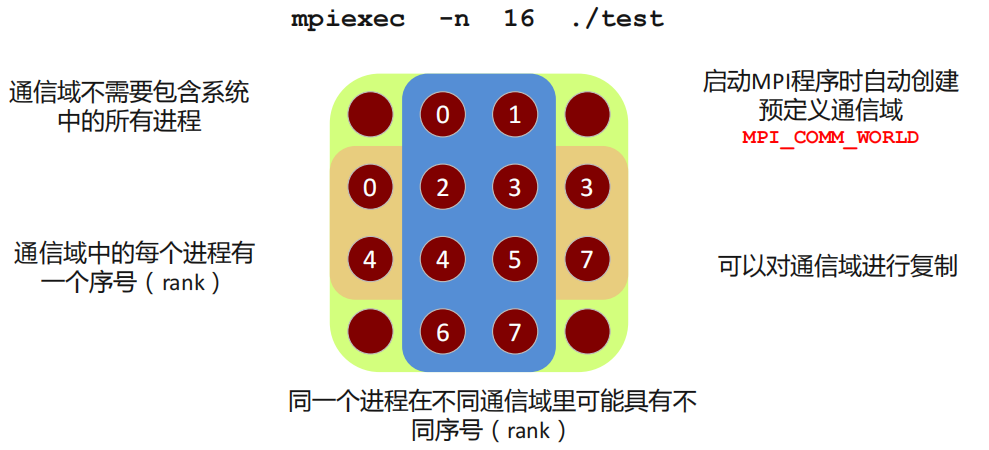 mpiexec -n 16 ./test
通信域不需要包含系统
中的所有进程
启动MPI程序时自动创建
预定义通信域
MPI_COMM_WORLD
0 1
0 2 3 3
4 4 5 7
6 7
通信域中的每个进程有
一个序号（rank）
可以对通信域进行复制
同一个进程在不同通信域里可能具有不
同序号（rank）